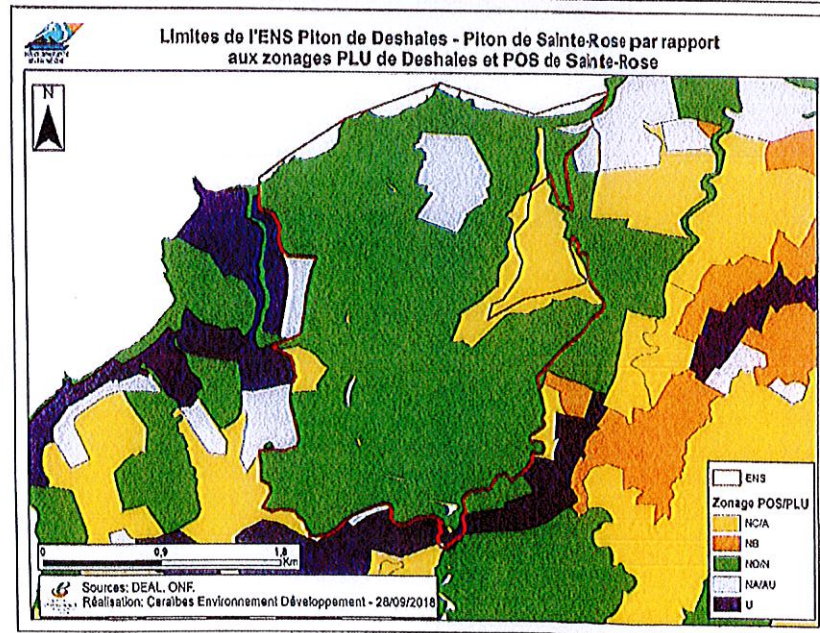 Limites de l'ENS Piton de Deshaies - Piton de Sainte-Rose par rapport
aux zonages PLU de Deshaies et POS de Sainte-Rose
N
ENS
Zonage POS/PLU
NC/A
NB
ND/N
NA/AU
U
0 0,9 1,8
Km
Sources: DEAL, ONF.
Réalisation: Caraïbes Environnement Développement - 26/09/2018